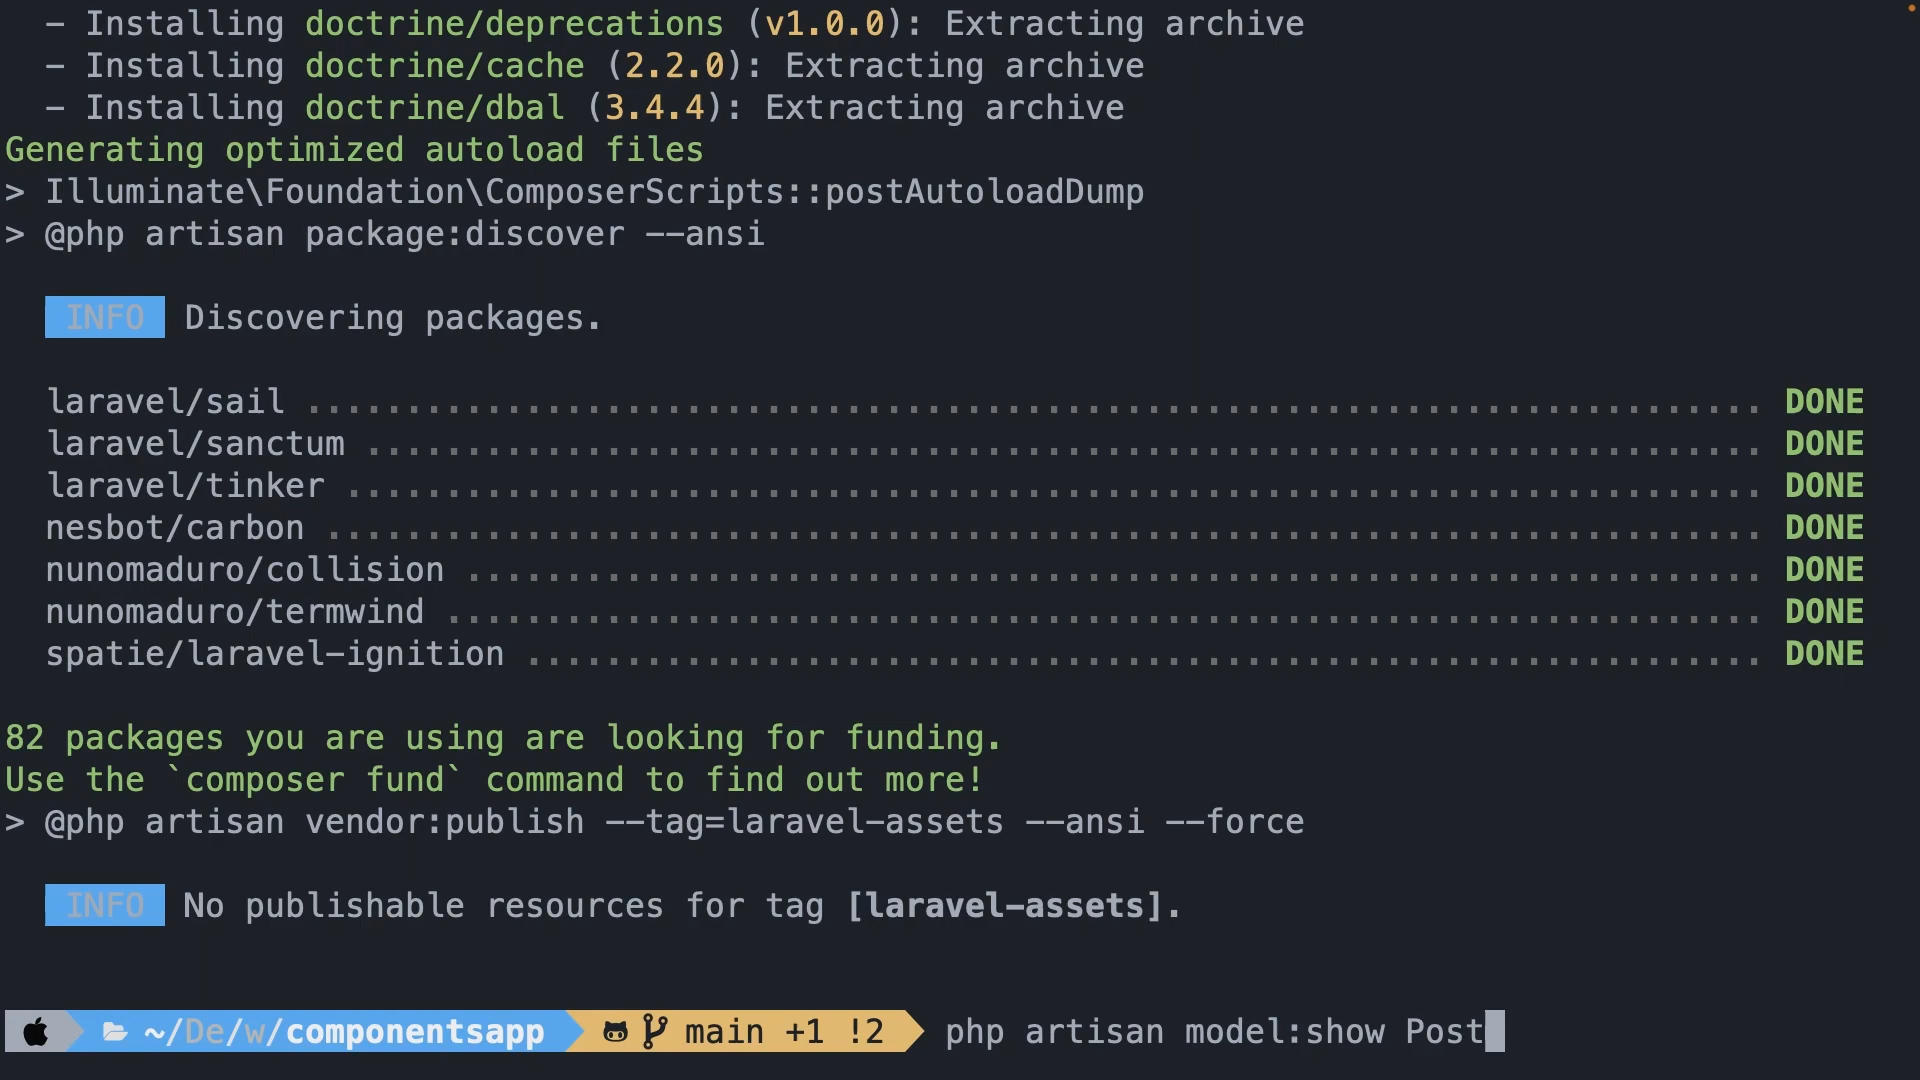 - Installing doctrine/deprecations (v1.0.0): Extracting archive
- Installing doctrine/cache (2.2.0): Extracting archive
- Installing doctrine/dbal (3.4.4): Extracting archive
Generating optimized autoload files
> Illuminate\Foundation\ComposerScripts::postAutoloadDump
> @php artisan package:discover --ansi
INFO Discovering packages.
laravel/sail ......................................................................... DONE
laravel/sanctum ...................................................................... DONE
laravel/tinker ....................................................................... DONE
nesbot/carbon ........................................................................ DONE
nunomaduro/collision ................................................................. DONE
nunomaduro/termwind .................................................................. DONE
spatie/laravel-ignition .............................................................. DONE
82 packages you are using are looking for funding.
Use the `composer fund` command to find out more!
> @php artisan vendor:publish --tag=laravel-assets --ansi --force
INFO No publishable resources for tag [laravel-assets].
~/De/w/componentsapp main +1 !2 php artisan model:show Post